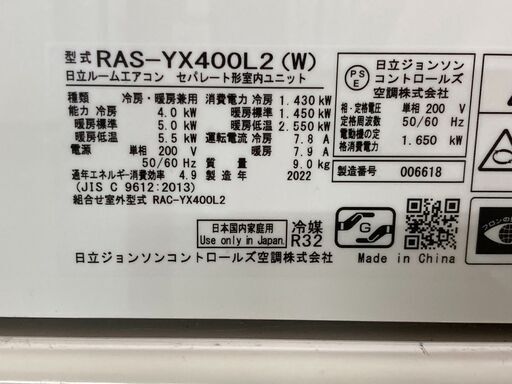 型式 RAS-YX400L2 (W)
日立ルームエアコン セパレート形室内ユニット
種類 冷房・暖房兼用
能力 冷房 4.0 kW
暖房標準 5.0 kW
暖房低温 5.5 kW
電源 単相 200 V
50/60 Hz
通年エネルギー消費効率 4.9
(JIS C 9612:2013)
組合せ室外型式 RAC-YX400L2
消費電力 冷房 1.430 kW
暖房標準 1.450 kW
暖房低温 2.550 kW
運転電流 冷房 7.8 A
暖房 7.9 A
質量 9.0 kg
製造年 2022
PSE
日立ジョンソン
コントロールズ
空調株式会社
相・定格電圧 単相 200 V
定格周波数 50/60 Hz
電動機の定
格消費電力 1.650 kW
製造番号 006618
日本国内家庭用
Use only in Japan.
冷媒
R32
G
日立ジョンソンコントロールズ空調株式会社
Made in China